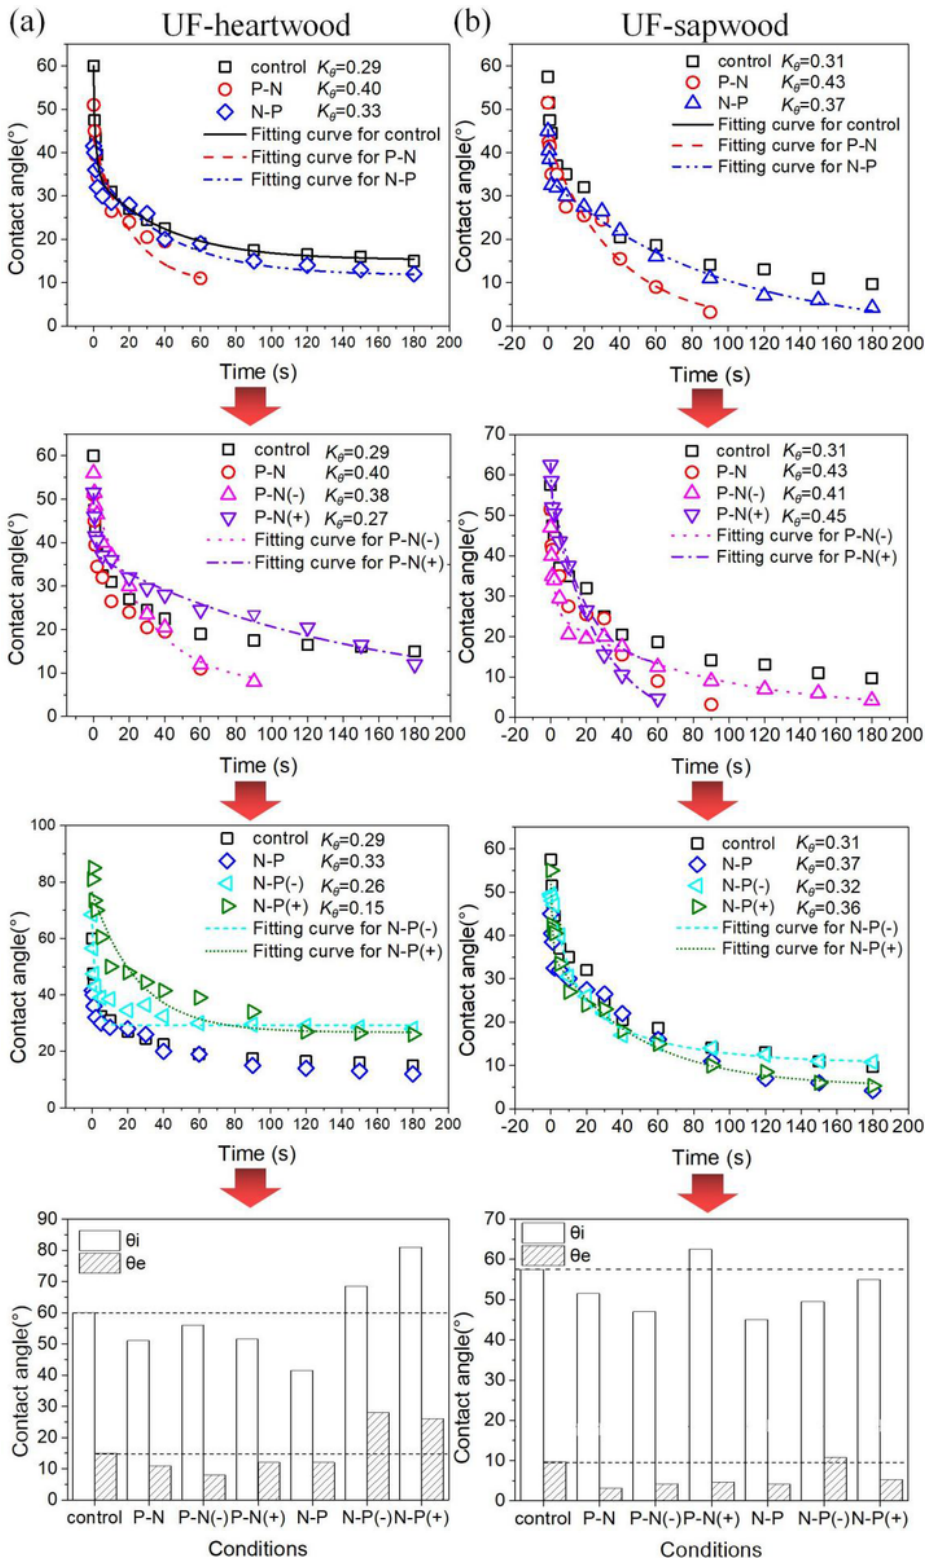 (a) UF-heartwood
(b) UF-sapwood
60
50
40
30
20
10
0
Contact angle(°)
control Kθ=0.29
P-N Kθ=0.40
N-P Kθ=0.33
Fitting curve for control
Fitting curve for P-N
Fitting curve for N-P
0 20 40 60 80 100 120 140 160 180 200
Time (s)
60
50
40
30
20
10
0
Contact angle(°)
control Kθ=0.31
P-N Kθ=0.43
N-P Kθ=0.37
Fitting curve for control
Fitting curve for P-N
Fitting curve for N-P
-20 0 20 40 60 80 100 120 140 160 180 200
Time (s)
60
50
40
30
20
10
0
Contact angle(°)
control Kθ=0.29
P-N Kθ=0.40
P-N(-) Kθ=0.38
P-N(+) Kθ=0.27
Fitting curve for P-N(-)
Fitting curve for P-N(+)
0 20 40 60 80 100 120 140 160 180 200
Time (s)
70
60
50
40
30
20
10
0
Contact angle(°)
control Kθ=0.31
P-N Kθ=0.43
P-N(-) Kθ=0.41
P-N(+) Kθ=0.45
Fitting curve for P-N(-)
Fitting curve for P-N(+)
-20 0 20 40 60 80 100 120 140 160 180 200
Time (s)
100
80
60
40
20
0
Contact angle(°)
control Kθ=0.29
N-P Kθ=0.33
N-P(-) Kθ=0.26
N-P(+) Kθ=0.15
Fitting curve for N-P(-)
Fitting curve for N-P(+)
0 20 40 60 80 100 120 140 160 180 200
Time (s)
60
50
40
30
20
10
0
Contact angle(°)
control Kθ=0.31
N-P Kθ=0.37
N-P(-) Kθ=0.32
N-P(+) Kθ=0.36
Fitting curve for N-P(-)
Fitting curve for N-P(+)
-20 0 20 40 60 80 100 120 140 160 180 200
Time (s)
90
80
70
60
50
40
30
20
10
0
Contact angle(°)
θi
θe
control P-N P-N(-) P-N(+) N-P N-P(-) N-P(+)
Conditions
70
60
50
40
30
20
10
0
Contact angle(°)
θi
θe
control P-N P-N(-) P-N(+) N-P N-P(-) N-P(+)
Conditions